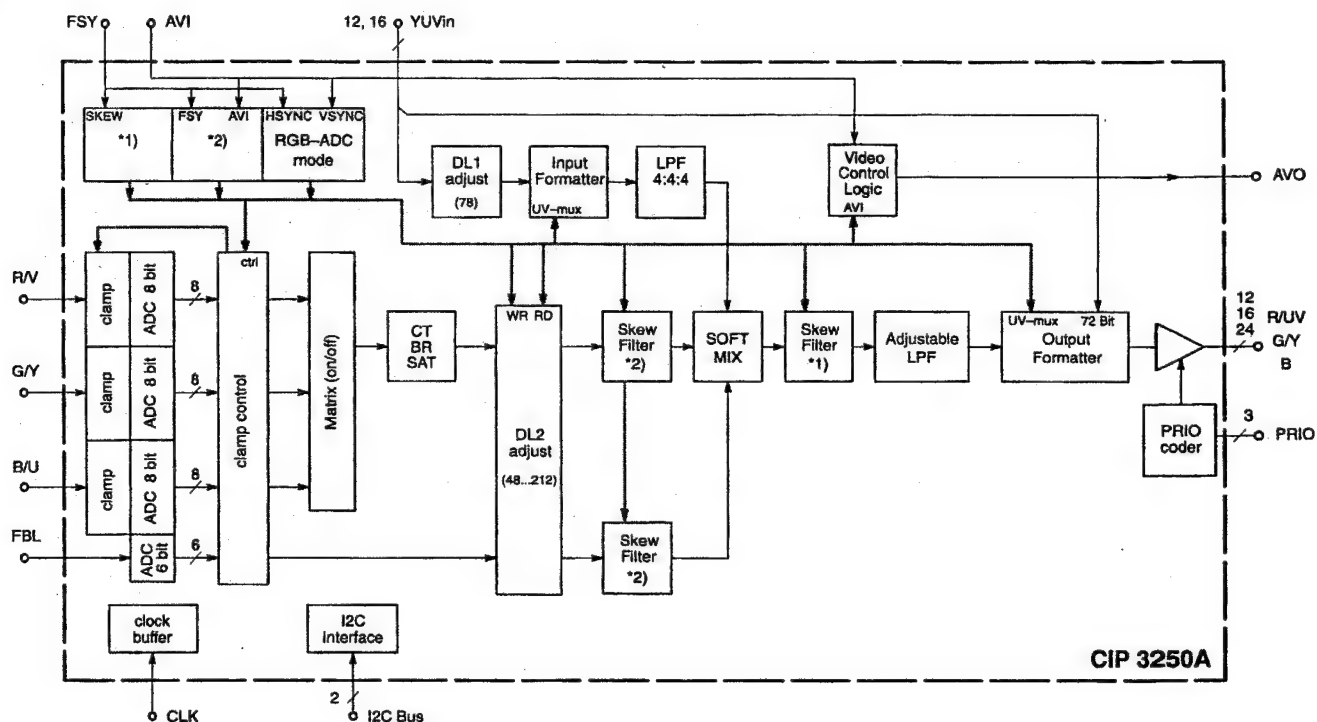 FSY
AVI
12, 16
YUVin
SKEW
*1)
FSY
AVI
*2)
HSYNC
VSYNC
RGB–ADC
mode
DL1
adjust
(78)
Input
Formatter
UV–mux
LPF
4:4:4
Video
Control
Logic
AVI
AVO
R/V
G/Y
B/U
FBL
clamp
ADC 8 bit
8
clamp
ADC 8 bit
8
clamp
ADC 8 bit
8
ADC
6 bit
6
ctrl
clamp control
Matrix (on/off)
CT
BR
SAT
WR RD
DL2
adjust
(48...212)
Skew
Filter
*2)
SOFT
MIX
Skew
Filter
*1)
Adjustable
LPF
UV–mux
72 Bit
Output
Formatter
12
16
24
R/UV
G/Y
B
PRIO
coder
3
PRIO
Skew
Filter
*2)
clock
buffer
I2C
interface
CIP 3250A
CLK
2
I2C Bus